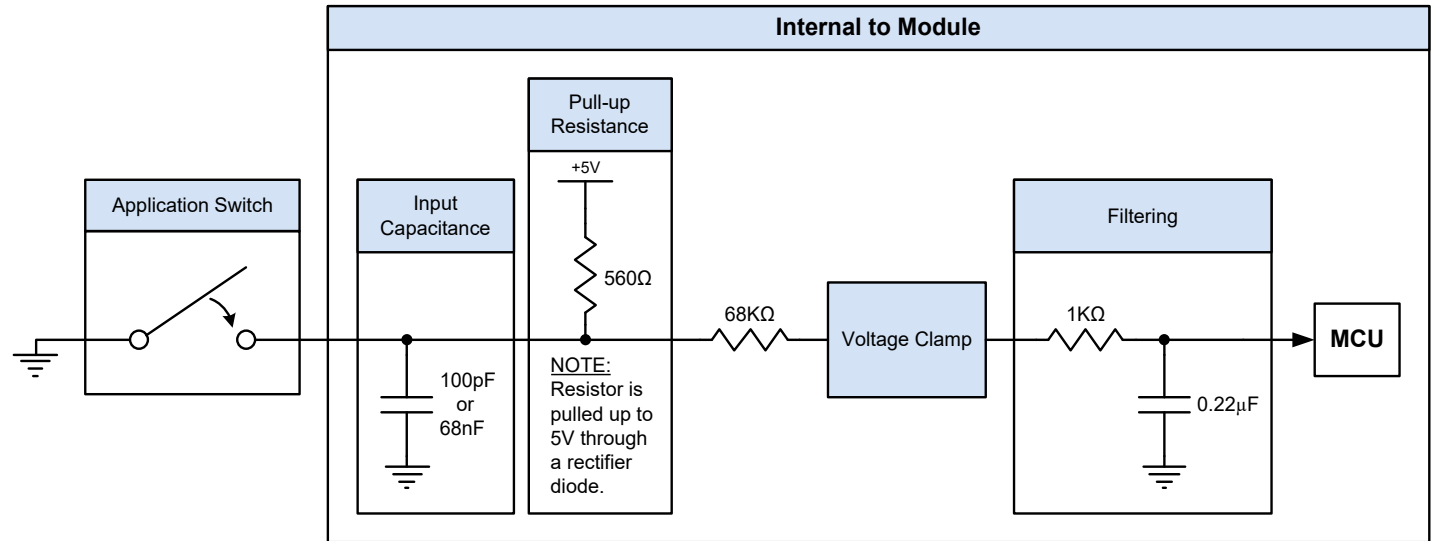 Internal to Module
Pull-up
Resistance
+5V
560Ω
Application Switch
Input
Capacitance
100pF
or
68nF
NOTE:
Resistor is
pulled up to
5V through
a rectifier
diode.
68KΩ
Voltage Clamp
Filtering
1KΩ
0.22μF
MCU